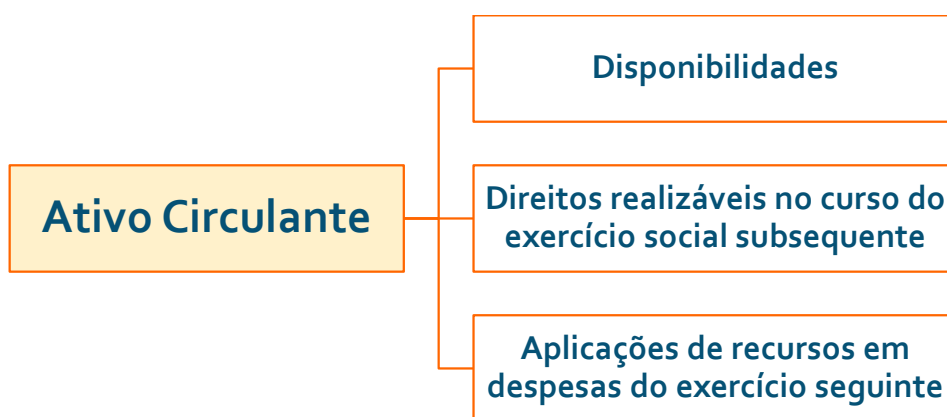 Ativo Circulante
Disponibilidades
Direitos realizáveis no curso do
exercício social subsequente
Aplicações de recursos em
despesas do exercício seguinte